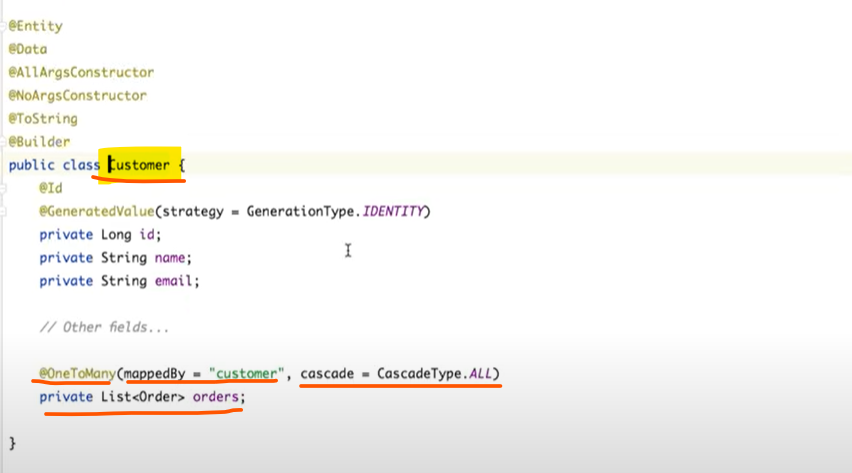 @Entity
@Data
@AllArgsConstructor
@NoArgsConstructor
@ToString
@Builder
public class Customer {
@Id
@GeneratedValue(strategy = GenerationType.IDENTITY)
private Long id;
private String name;
private String email;
// Other fields...
@OneToMany(mappedBy = "customer", cascade = CascadeType.ALL)
private List<Order> orders;
}